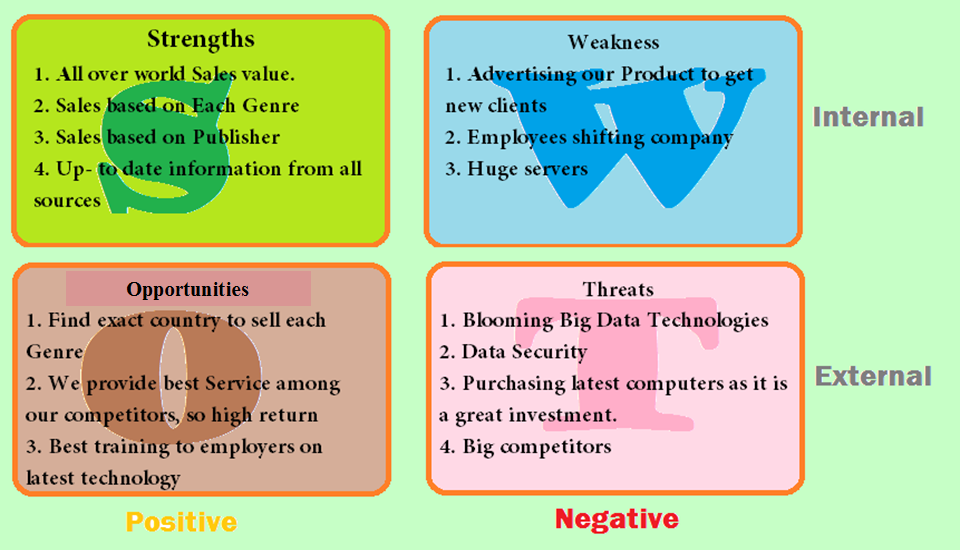 Strengths
1. All over world Sales value.
2. Sales based on Each Genre
3. Sales based on Publisher
4. Up- to date information from all
sources
S
Weakness
1. Advertising our Product to get
new clients
2. Employees shifting company
3. Huge servers
W
Internal
Opportunities
1. Find exact country to sell each
Genre
2. We provide best Service among
our competitors, so high return
3. Best training to employers on
latest technology
O
Threats
1. Blooming Big Data Technologies
2. Data Security
3. Purchasing latest computers as it is
a great investment.
4. Big competitors
T
External
Positive
Negative